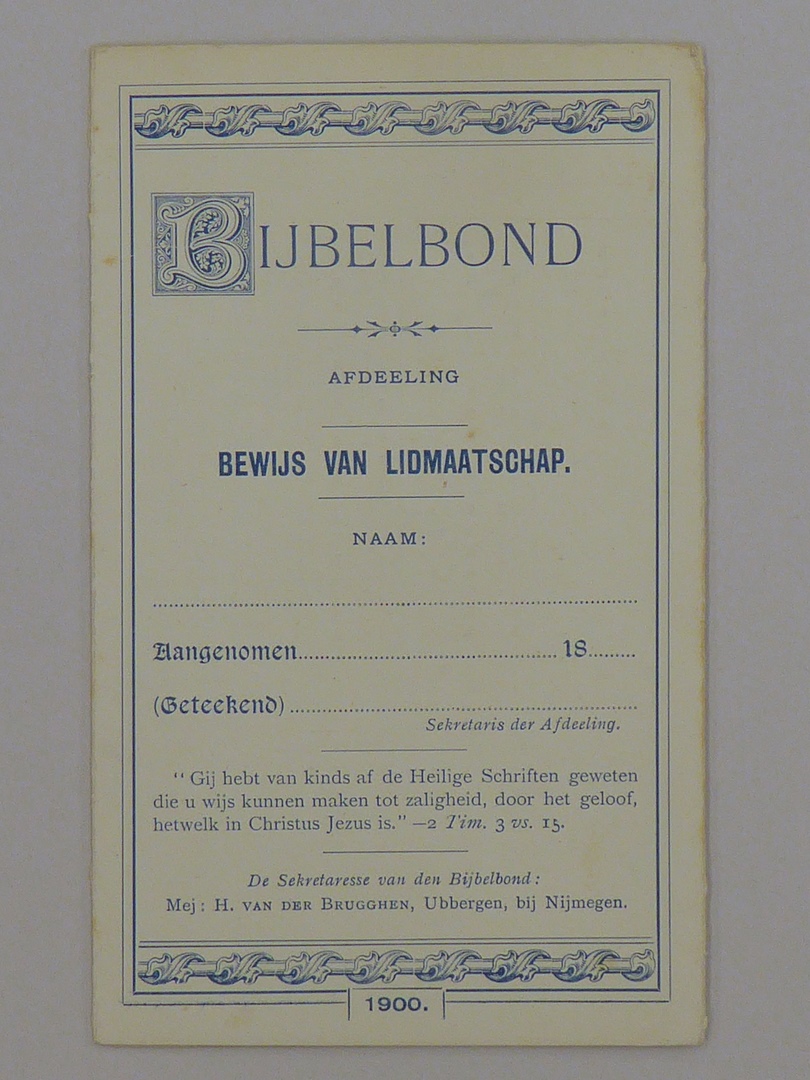 BIJBELBOND
AFDEELING
BEWIJS VAN LIDMAATSCHAP.
NAAM:
Aangenomen.................................................. 18.........
(Geteekend)..................................................................
Sekretaris der Afdeeling.
" Gij hebt van kinds af de Heilige Schriften geweten
die u wijs kunnen maken tot zaligheid, door het geloof,
hetwelk in Christus Jezus is." —2 Tim. 3 vs. 15.
De Sekretaresse van den Bijbelbond:
Mej: H. VAN DER BRUGGHEN, Ubbergen, bij Nijmegen.
1900.